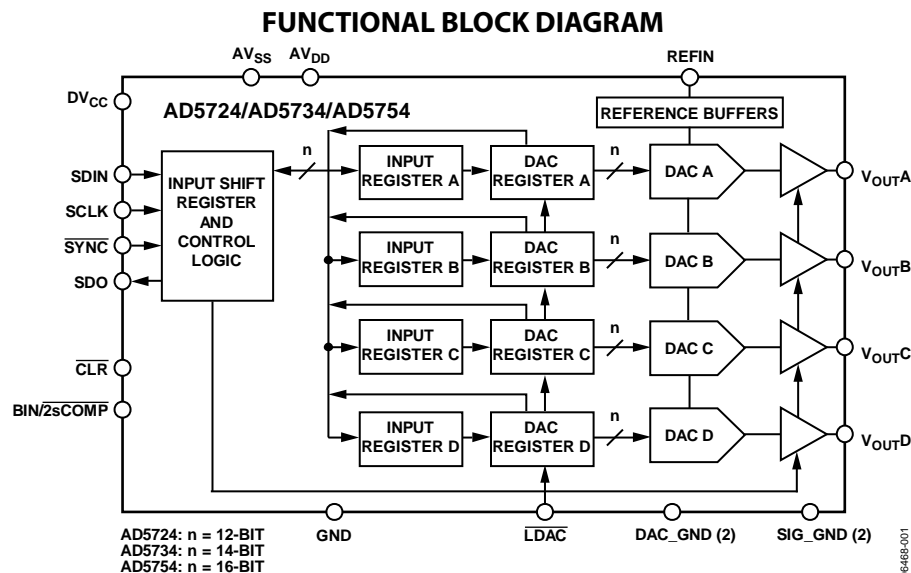 FUNCTIONAL BLOCK DIAGRAM
AVSS
AVDD
REFIN
DVCC
AD5724/AD5734/AD5754
REFERENCE BUFFERS
SDIN
SCLK
SYNC
SDO
INPUT SHIFT
REGISTER
AND
CONTROL
LOGIC
n
INPUT
REGISTER A
DAC
REGISTER A
n
DAC A
VOUTA
INPUT
REGISTER B
DAC
REGISTER B
n
DAC B
VOUTB
INPUT
REGISTER C
DAC
REGISTER C
n
DAC C
VOUTC
INPUT
REGISTER D
DAC
REGISTER D
n
DAC D
VOUTD
CLR
BIN/2sCOMP
AD5724: n = 12-BIT
AD5734: n = 14-BIT
AD5754: n = 16-BIT
GND
LDAC
DAC_GND (2)
SIG_GND (2)
6468-001